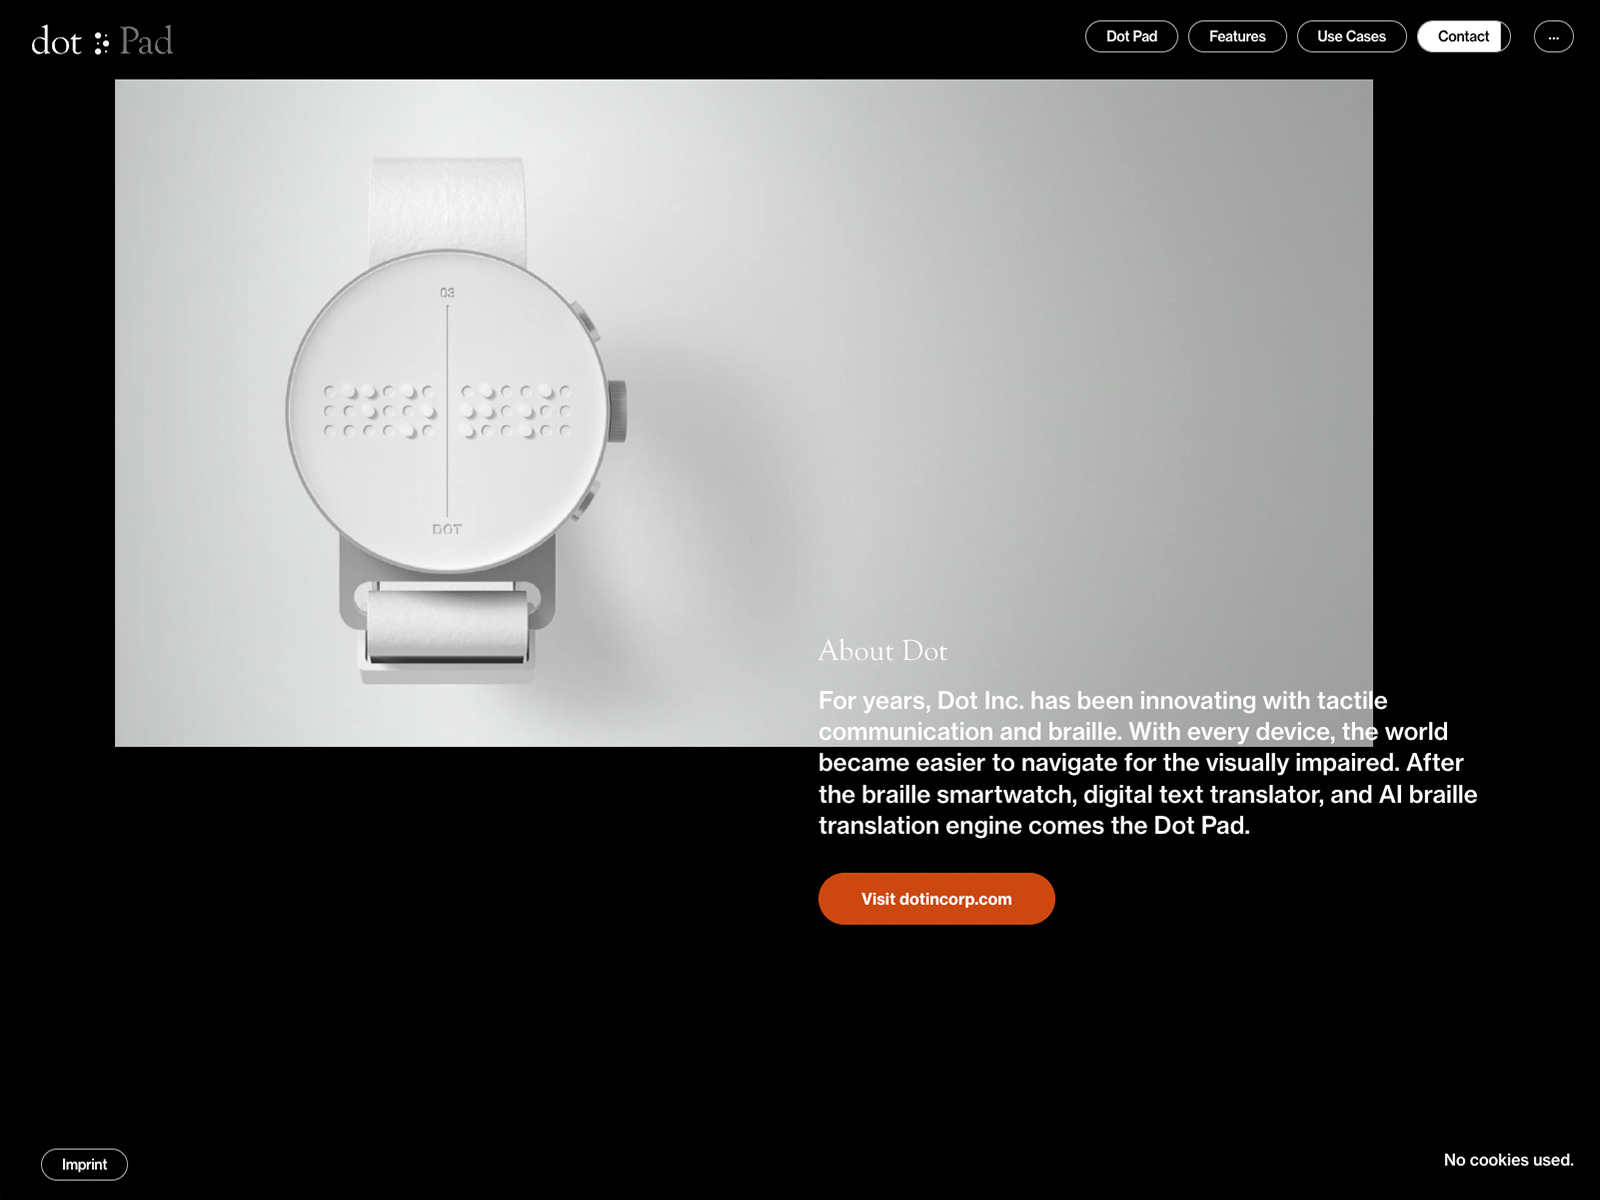 dot Pad
Dot Pad
Features
Use Cases
Contact
...
03
DOT
About Dot
For years, Dot Inc. has been innovating with tactile
communication and braille. With every device, the world
became easier to navigate for the visually impaired. After
the braille smartwatch, digital text translator, and AI braille
translation engine comes the Dot Pad.
Visit dotincorp.com
Imprint
No cookies used.